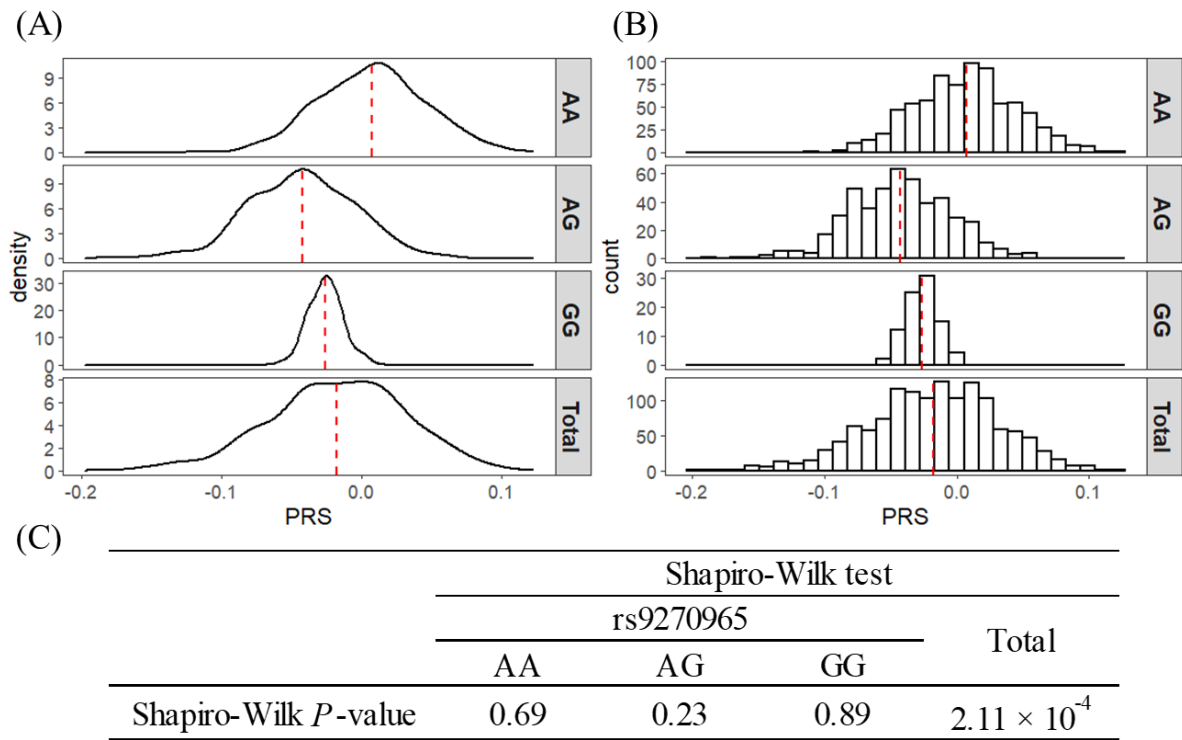 (A)
9
6
3
0
AA
9
6
3
0
AG
30
20
10
0
GG
8
6
4
2
0
Total
density
-0.2 -0.1 0.0 0.1
PRS
(B)
100
75
50
25
0
AA
60
40
20
0
AG
30
20
10
0
GG
100
50
0
Total
count
-0.2 -0.1 0.0 0.1
PRS
(C)
Shapiro-Wilk test
rs9270965
Total
AA AG GG
Shapiro-Wilk P-value 0.69 0.23 0.89 2.11 × 10⁻⁴